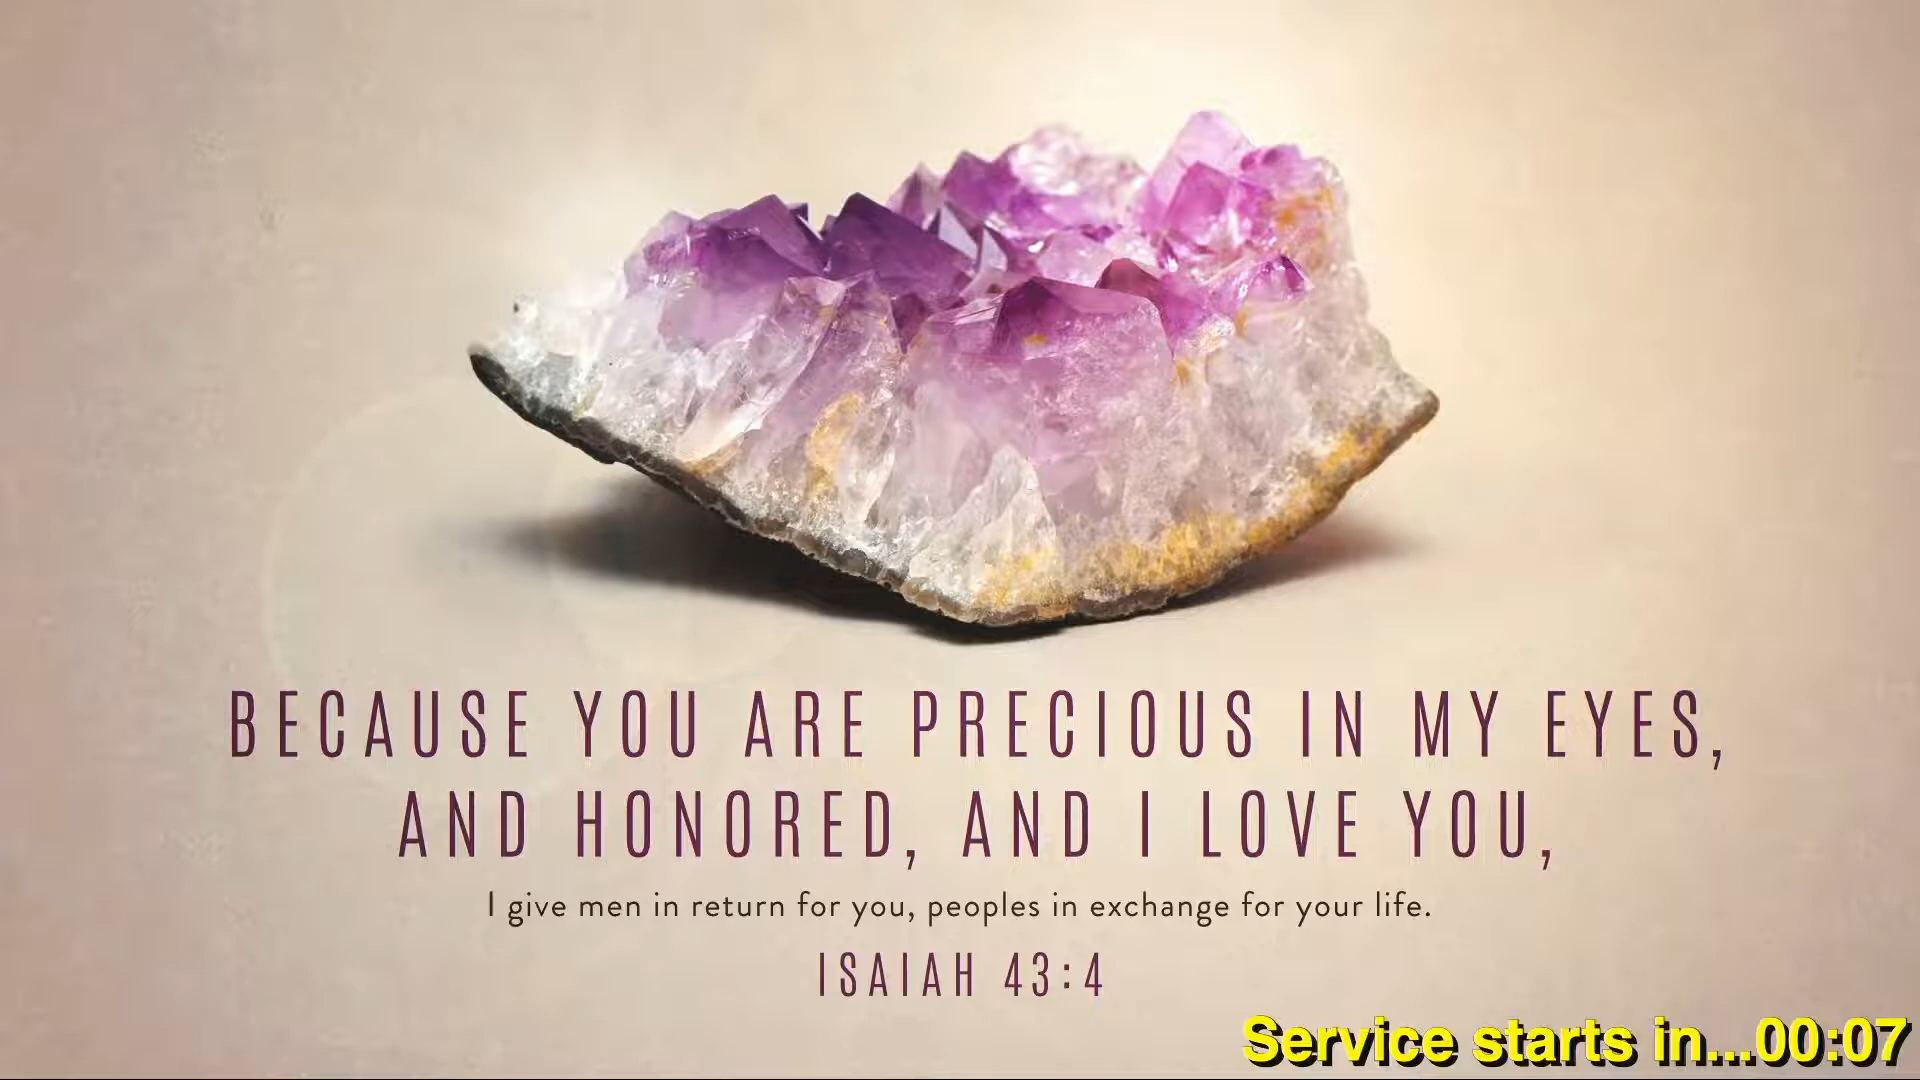 BECAUSE YOU ARE PRECIOUS IN MY EYES,
AND HONORED, AND I LOVE YOU,
I give men in return for you, peoples in exchange for your life.
ISAIAH 43:4
Service starts in...00:07